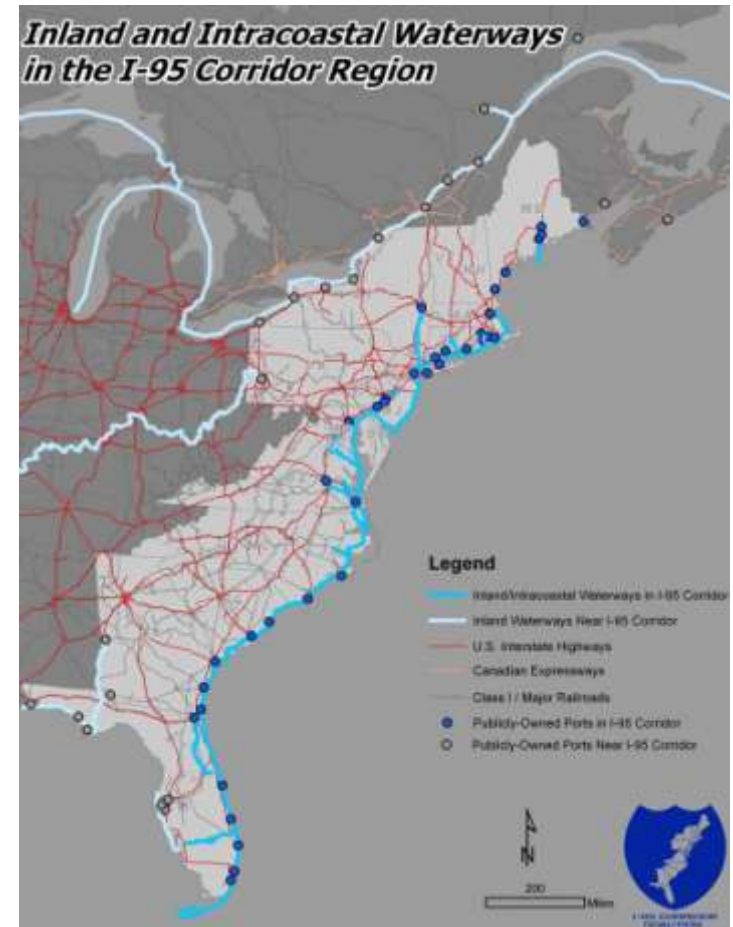 Inland and Intracoastal Waterways
in the I-95 Corridor Region
Legend
Inland/Intracoastal Waterways in I-95 Corridor
Inland Waterways Near I-95 Corridor
U.S. Interstate Highways
Canadian Expressways
Class I / Major Railroads
Publicly-Owned Ports in I-95 Corridor
Publicly-Owned Ports Near I-95 Corridor
N
200
Miles